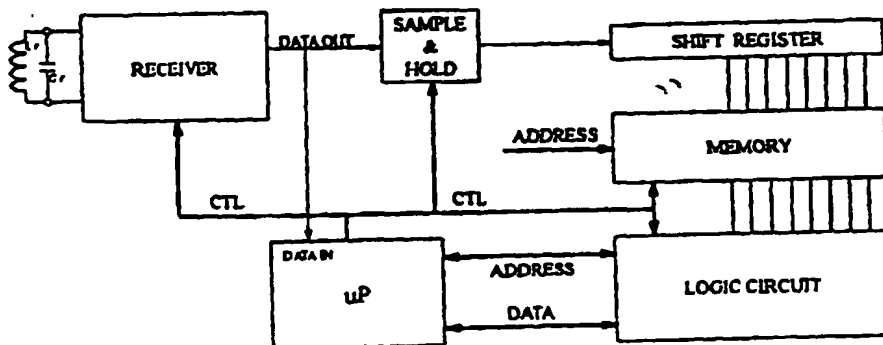 RECEIVER
DATA OUT
SAMPLE
&
HOLD
SHIFT REGISTER
ADDRESS
MEMORY
CTL
CTL
DATA IN
uP
ADDRESS
DATA
LOGIC CIRCUIT